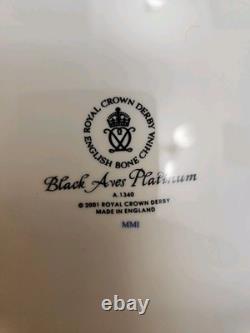 ROYAL CROWN DERBY
ENGLISH BONE CHINA
Black Aves Platinum
A.1340
© 2001 ROYAL CROWN DERBY
MADE IN ENGLAND
MMI